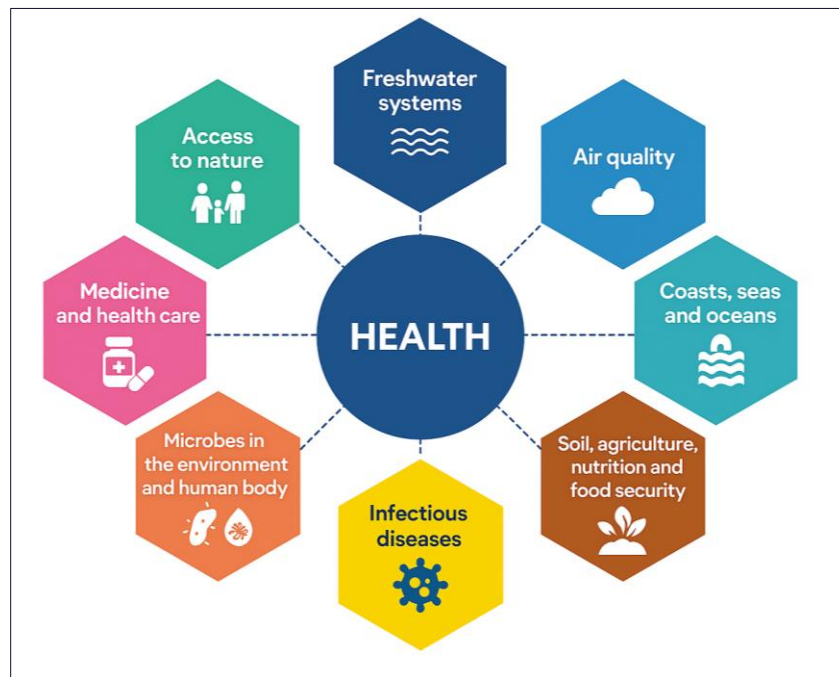 Freshwater
systems
Air quality
Coasts, seas
and oceans
Soil, agriculture,
nutrition and
food security
Infectious
diseases
Microbes in
the environment
and human body
Medicine
and health care
Access
to nature
HEALTH